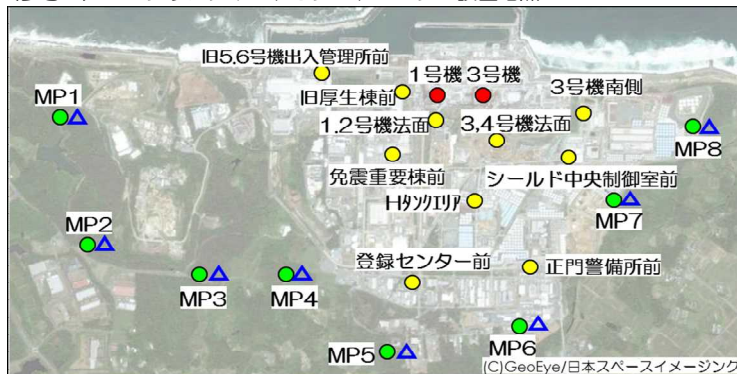 旧5.6号機出入管理所前
1号機 3号機
旧厚生棟前
3号機南側
MP1
1.2号機法面
3,4号機法面
MP8
免震重要棟前
シールド中央制御室前
MP2
Hﾀﾝｸｴﾘｱ
MP7
登録センター前
正門警備所前
MP3
MP4
MP5
MP6
(C)GeoEye/日本スペースイメージング